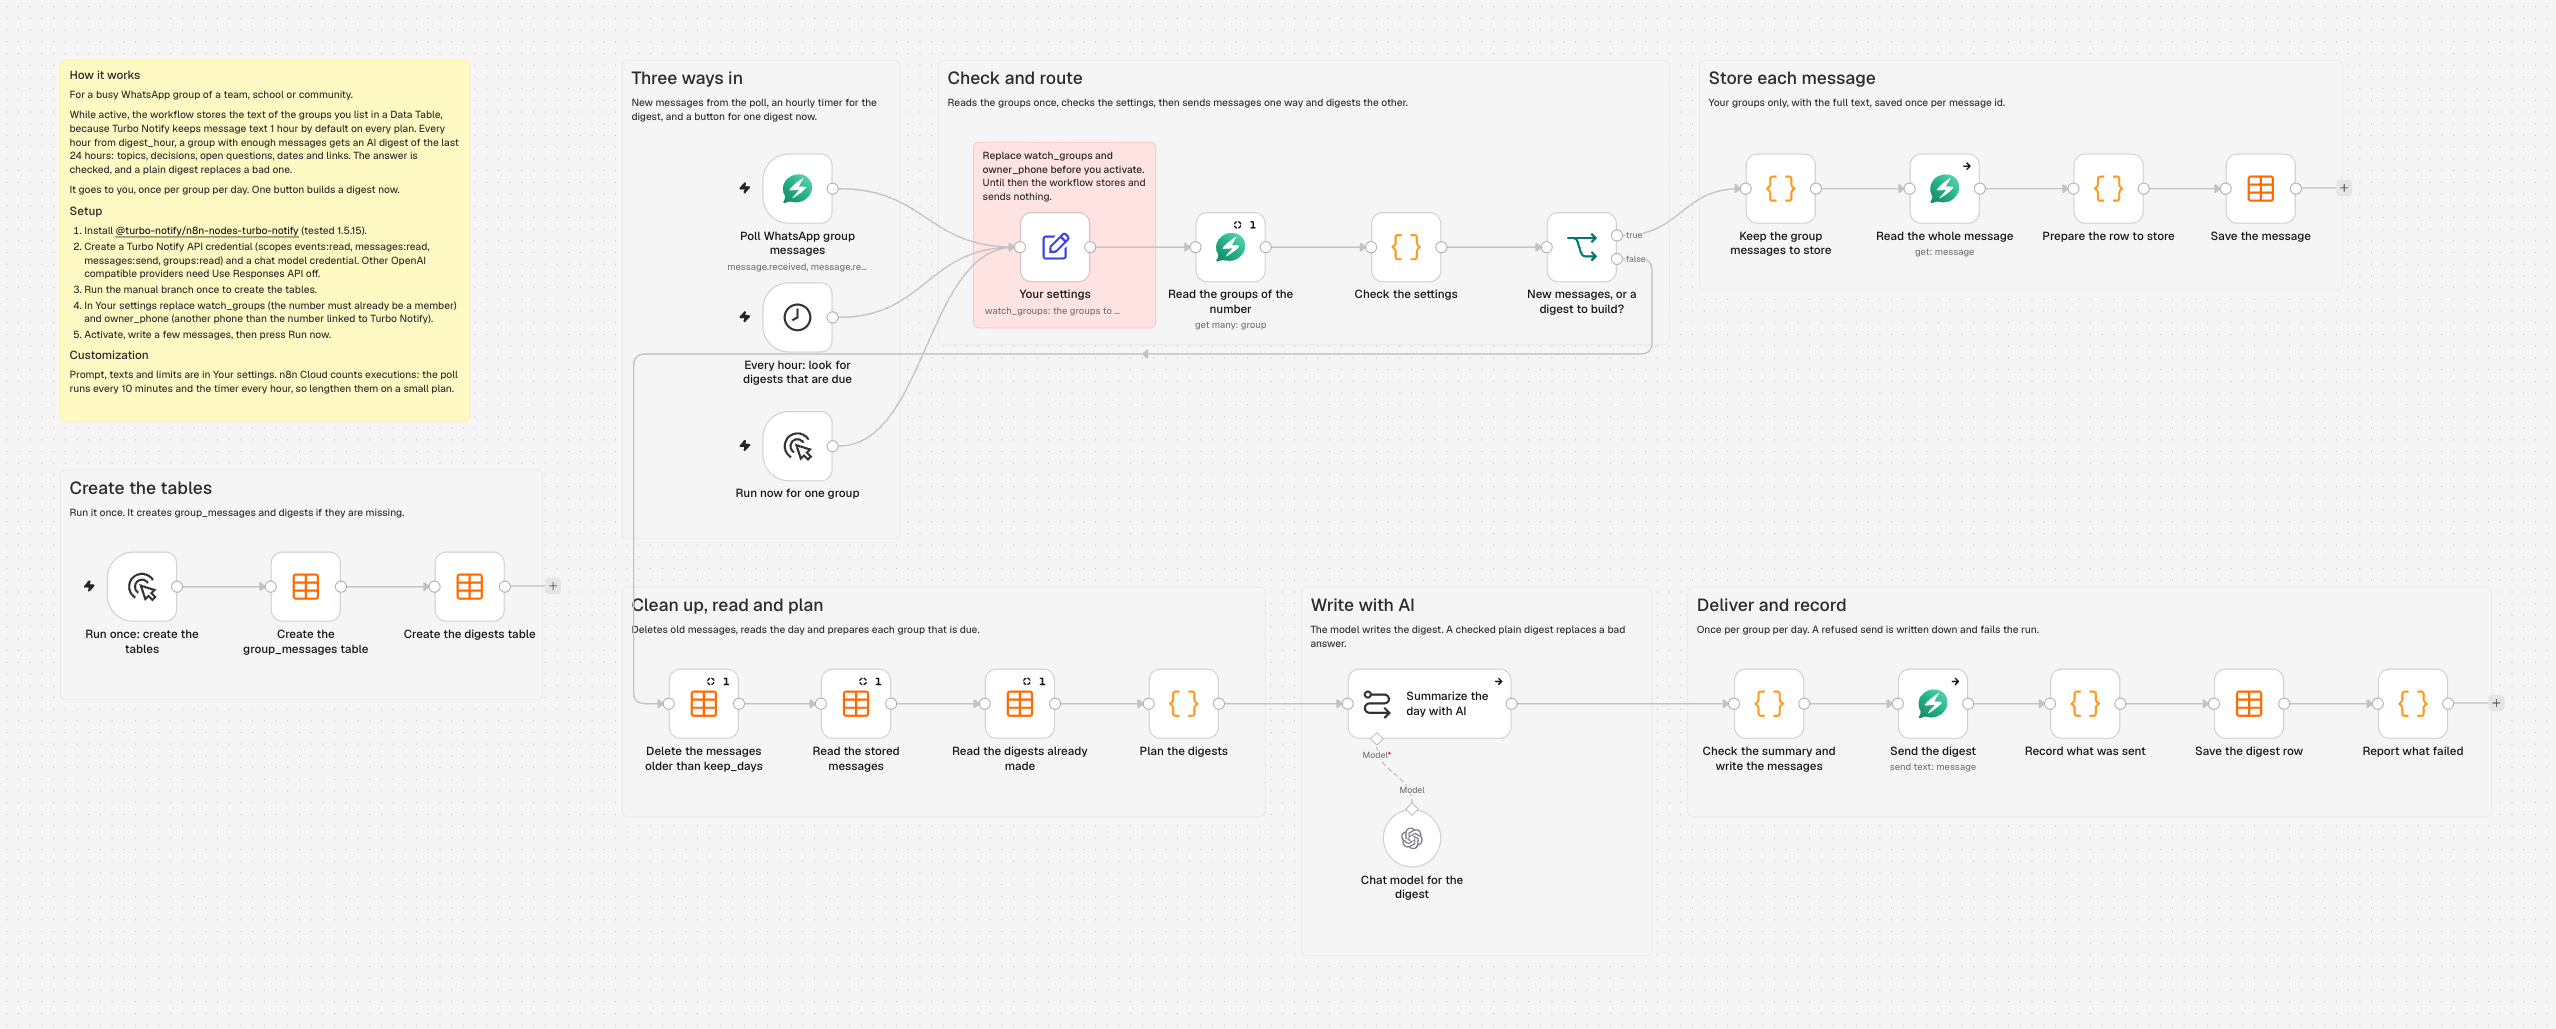 How it works
For a busy WhatsApp group of a team, school or community.
While active, the workflow stores the text of the groups you list in a Data Table,
because Turbo Notify keeps message text 1 hour by default on every plan. Every
hour from digest_hour, a group with enough messages gets an AI digest of the last
24 hours: topics, decisions, open questions, dates and links. The answer is
checked, and a plain digest replaces a bad one.
It goes to you, once per group per day. One button builds a digest now.
Setup
1. Install @turbo-notify/n8n-nodes-turbo-notify (tested 1.5.15).
2. Create a Turbo Notify API credential (scopes events:read, messages:read,
messages:send, groups:read) and a chat model credential. Other OpenAI
compatible providers need Use Responses API off.
3. Run the manual branch once to create the tables.
4. In Your settings replace watch_groups (the number must already be a member)
and owner_phone (another phone than the number linked to Turbo Notify).
5. Activate, write a few messages, then press Run now.
Customization
Prompt, texts and limits are in Your settings. n8n Cloud counts executions: the poll
runs every 10 minutes and the timer every hour, so lengthen them on a small plan.
Create the tables
Run it once. It creates group_messages and digests if they are missing.
Run once: create the
tables
Create the
group_messages table
Create the digests table
+
Three ways in
New messages from the poll, an hourly timer for the
digest, and a button for one digest now.
Poll WhatsApp group
messages
message.received, message.re...
Every hour: look for
digests that are due
Run now for one group
Check and route
Reads the groups once, checks the settings, then sends messages one way and digests the other.
Replace watch_groups and
owner_phone before you activate.
Until then the workflow stores and
sends nothing.
Your settings
watch_groups: the groups to ...
1
Read the groups of the
number
get many: group
Check the settings
true
false
New messages, or a
digest to build?
Store each message
Your groups only, with the full text, saved once per message id.
Keep the group
messages to store
Read the whole message
get: message
Prepare the row to store
Save the message
+
Clean up, read and plan
Deletes old messages, reads the day and prepares each group that is due.
1
Delete the messages
older than keep_days
1
Read the stored
messages
1
Read the digests already
made
Plan the digests
Write with AI
The model writes the digest. A checked plain digest replaces a bad
answer.
Summarize the
day with AI
Model*
Model
Chat model for the
digest
Deliver and record
Once per group per day. A refused send is written down and fails the run.
Check the summary and
write the messages
Send the digest
send text: message
Record what was sent
Save the digest row
Report what failed
+